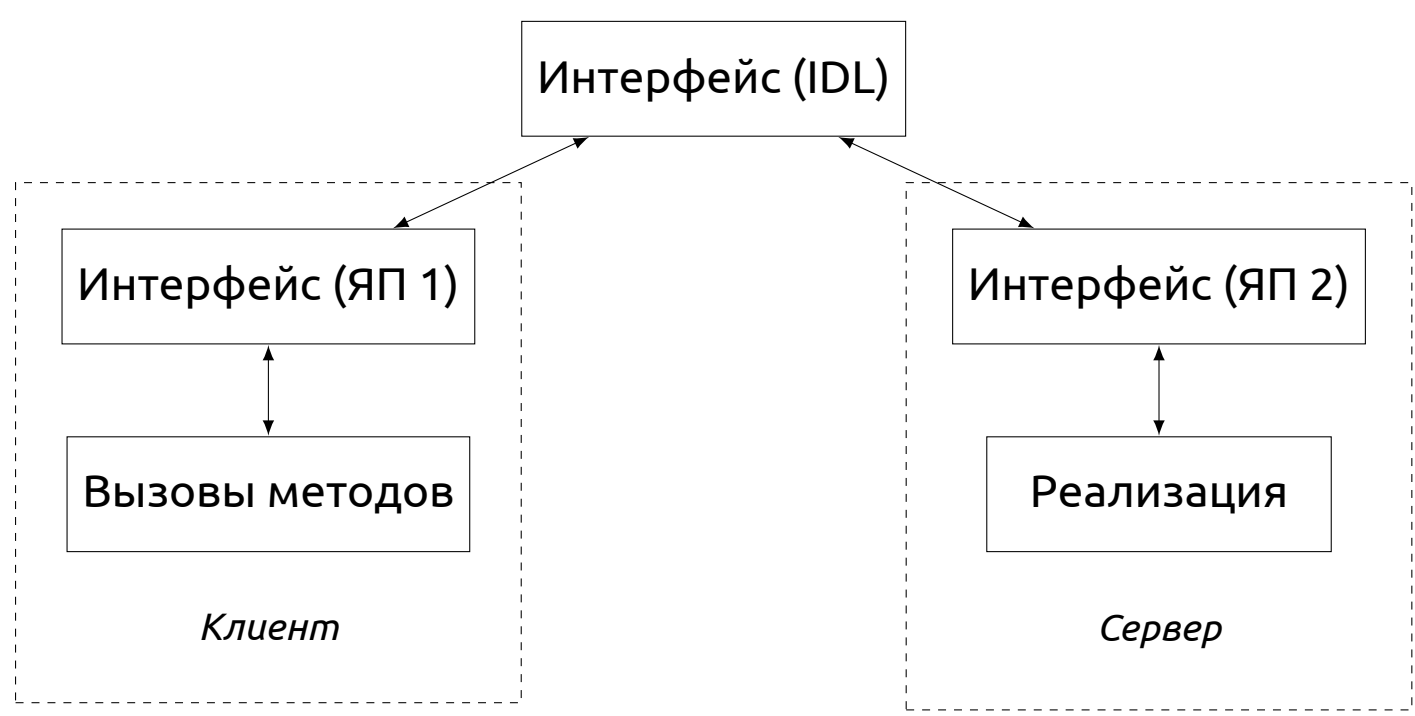 Интерфейс (IDL)
Интерфейс (ЯП 1)
Вызовы методов
Клиент
Интерфейс (ЯП 2)
Реализация
Сервер